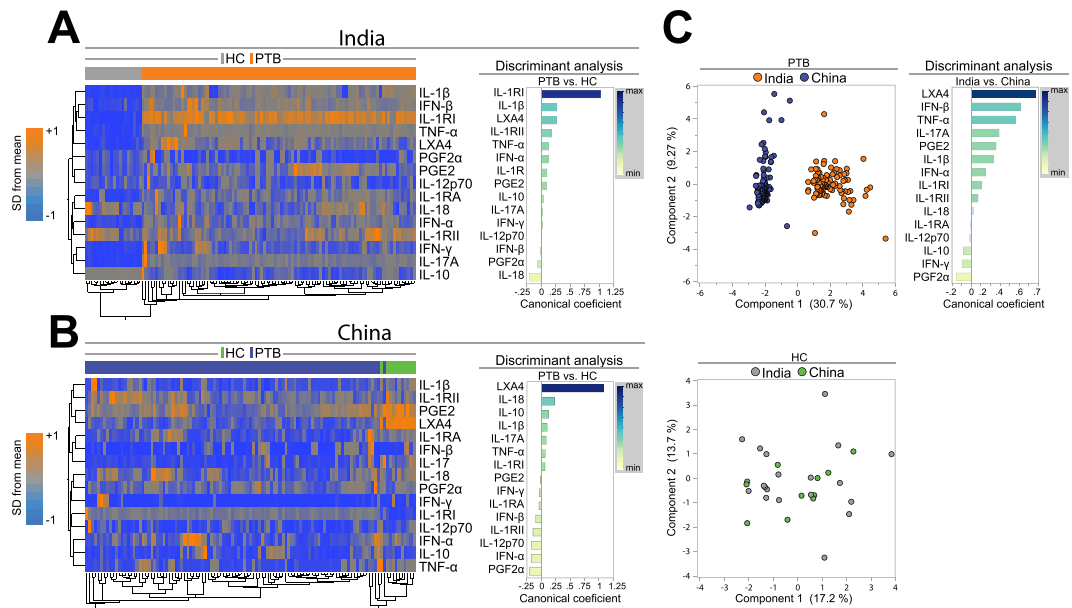 A
India
HC PTB
IL-1β
IFN-β
IL-1RI
TNF-α
LXA4
PGF2α
PGE2
IL-12p70
IL-1RA
IL-18
IFN-α
IL-1RII
IFN-γ
IL-17A
IL-10
SD from mean
+1
-1
Discriminant analysis
PTB vs. HC
IL-1RI
IL-1β
LXA4
IL-1RII
TNF-α
IFN-α
IL-1R
PGE2
IL-10
IL-17A
IFN-γ
IL-12p70
IFN-β
PGF2α
IL-18
-.25 0 .25 .5 .75 1 1.25
Canonical coeficient
max
min
B
China
HC PTB
IL-1β
IL-1RII
PGE2
LXA4
IL-1RA
IFN-β
IL-17
IL-18
PGF2α
IFN-γ
IL-1RI
IL-12p70
IFN-α
IL-10
TNF-α
SD from mean
+1
-1
Discriminant analysis
PTB vs. HC
LXA4
IL-18
IL-10
IL-1β
IL-17A
TNF-α
IL-1RI
PGE2
IFN-γ
IL-1RA
IFN-β
IL-1RII
IL-12p70
IFN-α
PGF2α
-.25 0 .25 .5 .75 1 1.25
Canonical coeficient
max
min
C
PTB
India China
6
4
2
0
-2
-4
-6
Component 2 (9.27 %)
-6 -4 -2 0 2 4 6
Component 1 (30.7 %)
Discriminant analysis
India vs. China
LXA4
IFN-β
TNF-α
IL-17A
PGE2
IL-1β
IFN-α
IL-1RI
IL-1RII
IL-18
IL-1RA
IL-12p70
IL-10
IFN-γ
PGF2α
-.2 0 .2 .4 .6 .7
Canonical coeficient
max
min
HC
India China
4
3
2
1
0
-1
-2
-3
-4
Component 2 (13.7 %)
-4 -3 -2 -1 0 1 2 3 4
Component 1 (17.2 %)